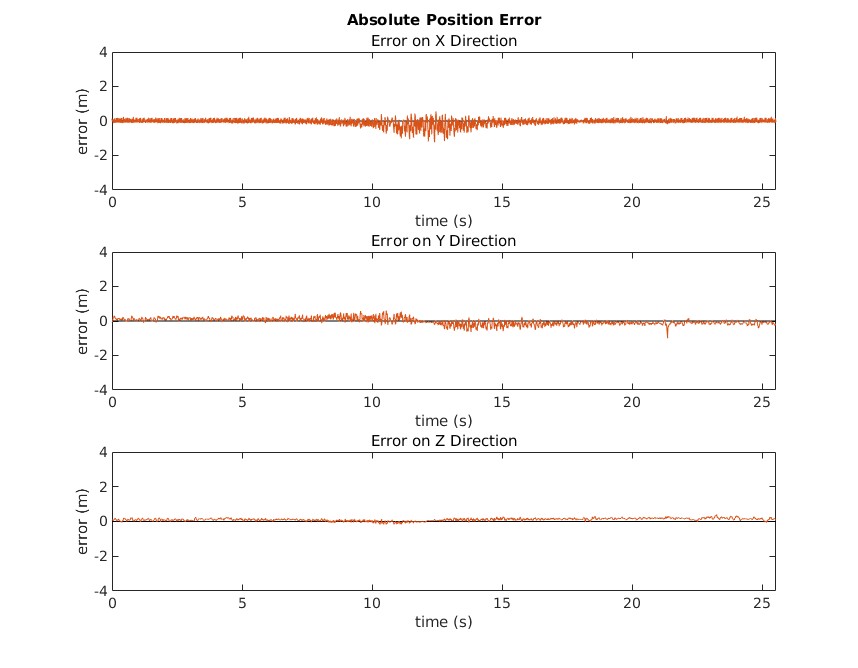 Absolute Position Error
Error on X Direction
4
2
0
-2
-4
error (m)
0 5 10 15 20 25
time (s)
Error on Y Direction
4
2
0
-2
-4
error (m)
0 5 10 15 20 25
time (s)
Error on Z Direction
4
2
0
-2
-4
error (m)
0 5 10 15 20 25
time (s)